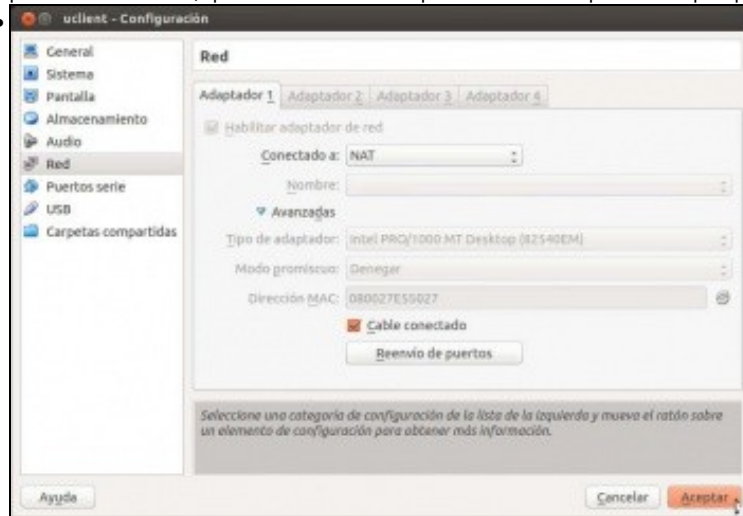 uclient - Configuración
General
Sistema
Pantalla
Almacenamiento
Audio
Red
Puertos serie
USB
Carpetas compartidas
Red
Adaptador 1 Adaptador 2 Adaptador 3 Adaptador 4
Habilitar adaptador de red
Conectado a: NAT
Nombre:
Avanzadas
Tipo de adaptador: Intel PRO/1000 MT Desktop (82540EM)
Modo promiscuo: Denegar
Dirección MAC: 080027E55027
Cable conectado
Reenvío de puertos
Seleccione una categoría de configuración de la lista de la izquierda y mueva el ratón sobre
un elemento de configuración para obtener más información.
Ayuda
Cancelar
Aceptar